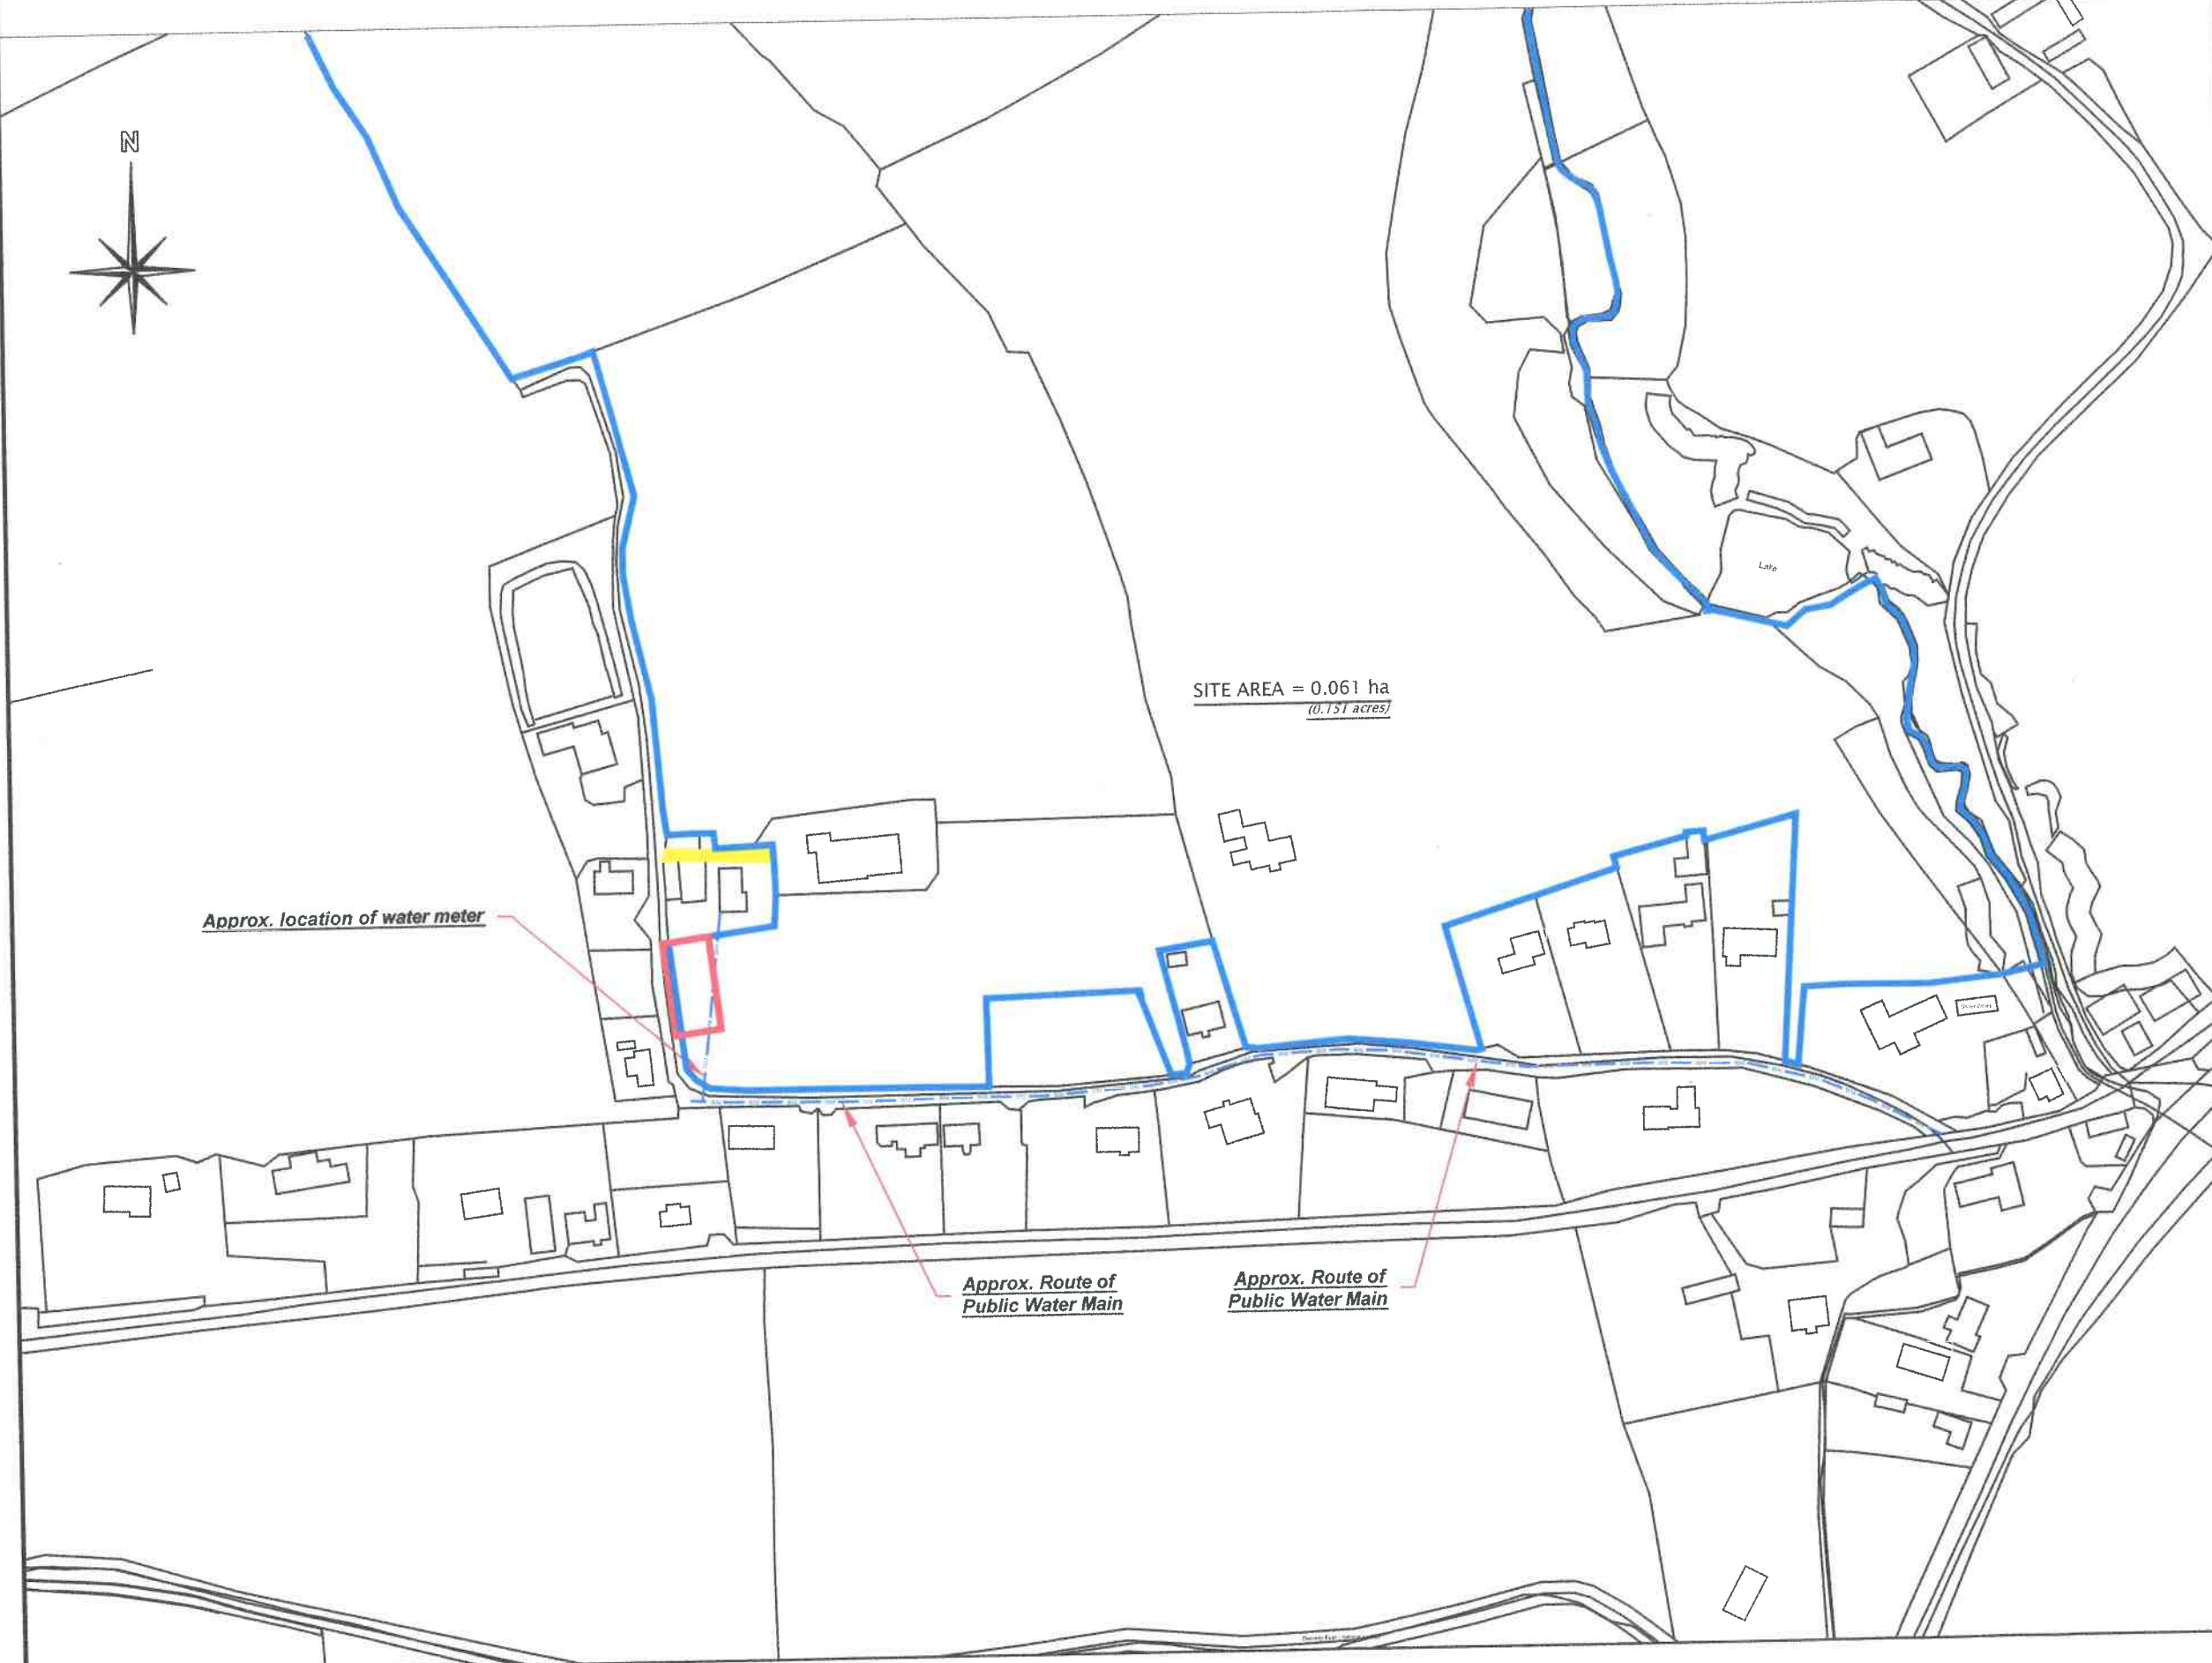 N
Lake
SITE AREA = 0.061 ha
(0.151 acres)
Approx. location of water meter
Approx. Route of
Public Water Main
Approx. Route of
Public Water Main